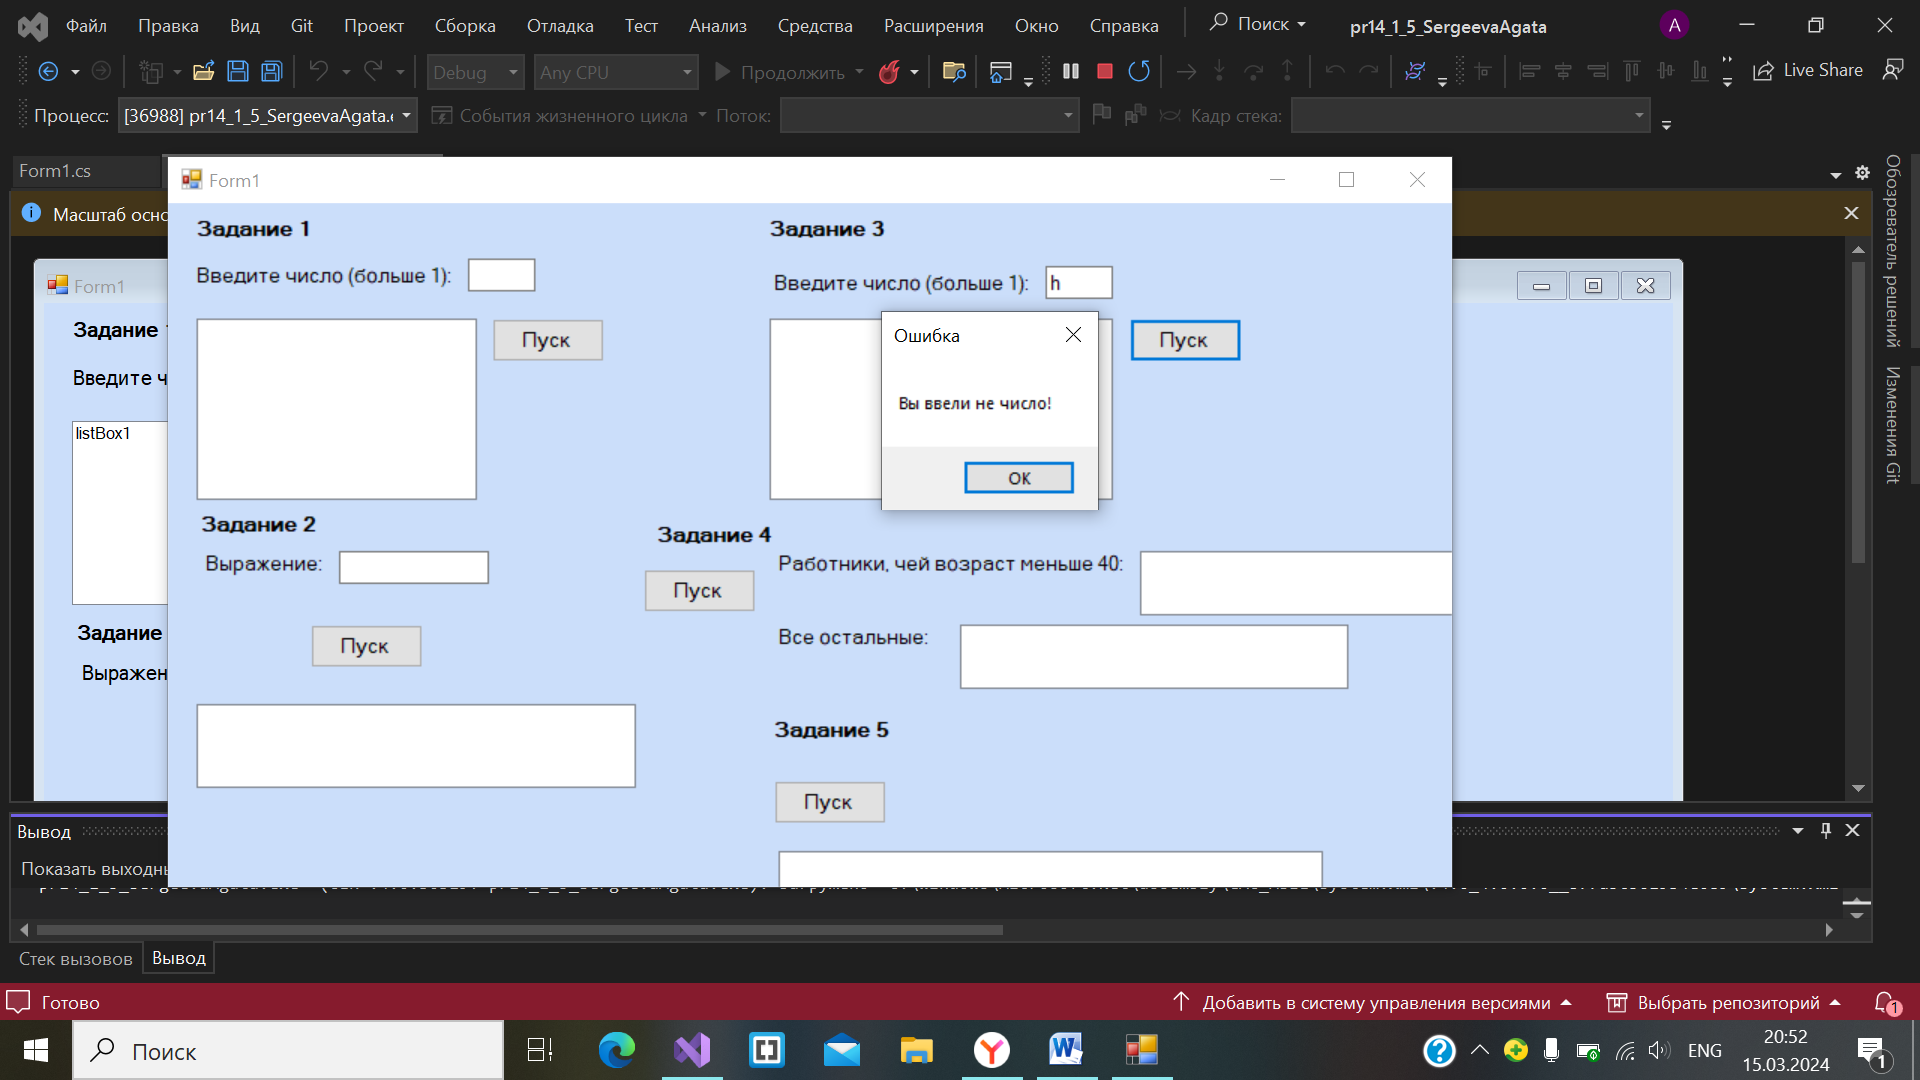 Файл Правка Вид Git Проект Сборка Отладка Тест Анализ Средства Расширения Окно Справка Поиск pr14_1_5_SergeevaAgata A
Debug Any CPU Продолжить Live Share
Процесс: [36988] pr14_1_5_SergeevaAgata.e События жизненного цикла Поток: Кадр стека:
Form1.cs
Form1
Масштаб осно
Обозреватель решений
Изменения Git
Form1
Задание 1
Введите ч
listBox1
Задание
Выражен
Задание 1
Введите число (больше 1):
Пуск
Задание 3
Введите число (больше 1): h
Пуск
Ошибка
Вы ввели не число!
ОК
Задание 2
Выражение:
Пуск
Задание 4
Пуск
Работники, чей возраст меньше 40:
Все остальные:
Задание 5
Пуск
Вывод
Показать выходны
Стек вызовов Вывод
Готово Добавить в систему управления версиями Выбрать репозиторий 1
Поиск ENG 20:52
15.03.2024 1